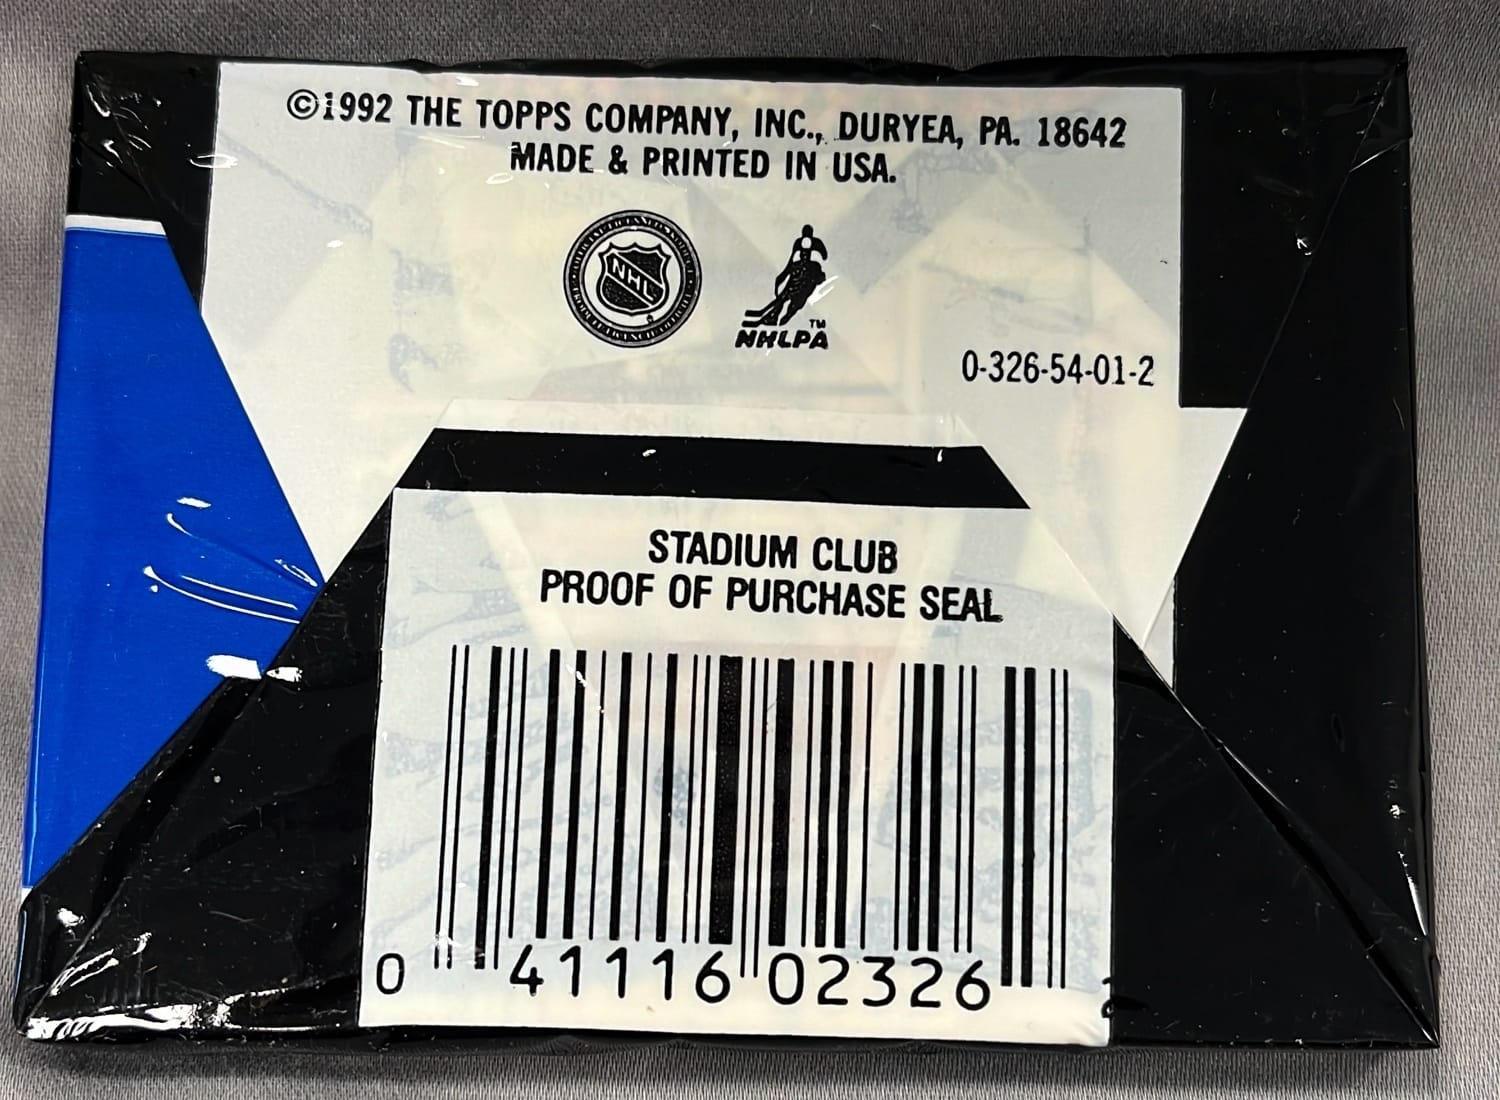 ©1992 THE TOPPS COMPANY, INC., DURYEA, PA. 18642
MADE & PRINTED IN USA.
NHL
TM
NHLPA
0-326-54-01-2
STADIUM CLUB
PROOF OF PURCHASE SEAL
0 41116 02326